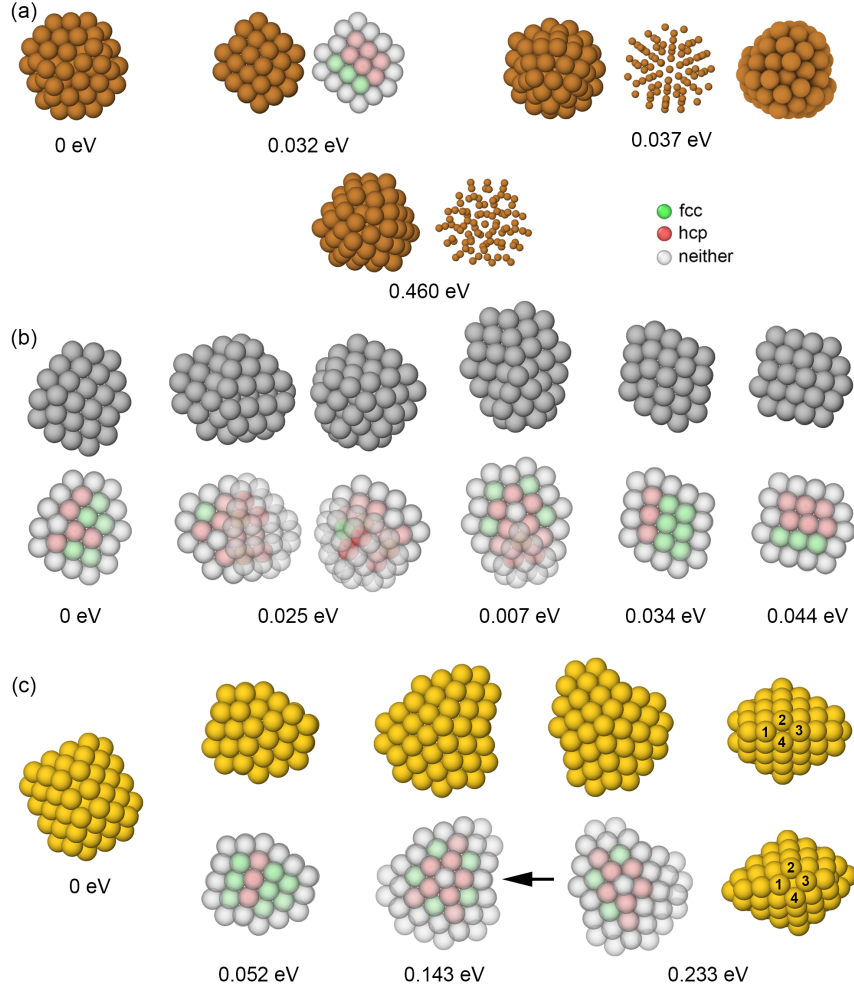 (a)
0 eV
0.032 eV
0.037 eV
0.460 eV
fcc
hcp
neither
(b)
0 eV
0.025 eV
0.007 eV
0.034 eV
0.044 eV
(c)
2
1 3
4
0 eV
2
1 3
4
0.052 eV
0.143 eV
0.233 eV